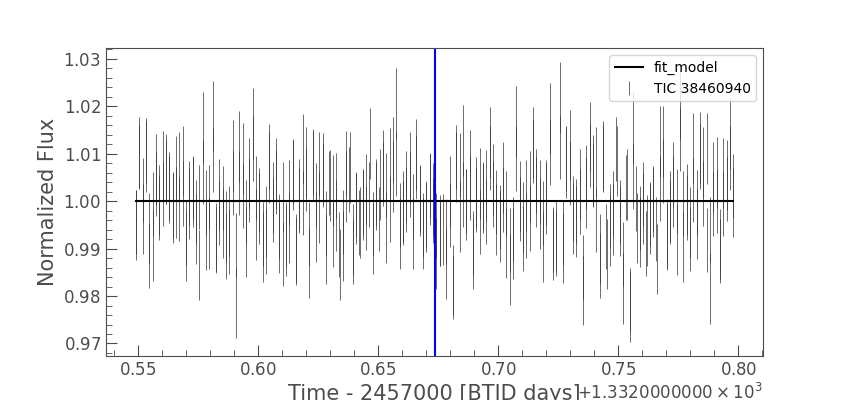 1.03
1.02
1.01
1.00
0.99
0.98
0.97
Normalized Flux
fit_model
TIC 38460940
0.55 0.60 0.65 0.70 0.75 0.80
Time - 2457000 [BTJD days]
+1.3320000000 × 10³